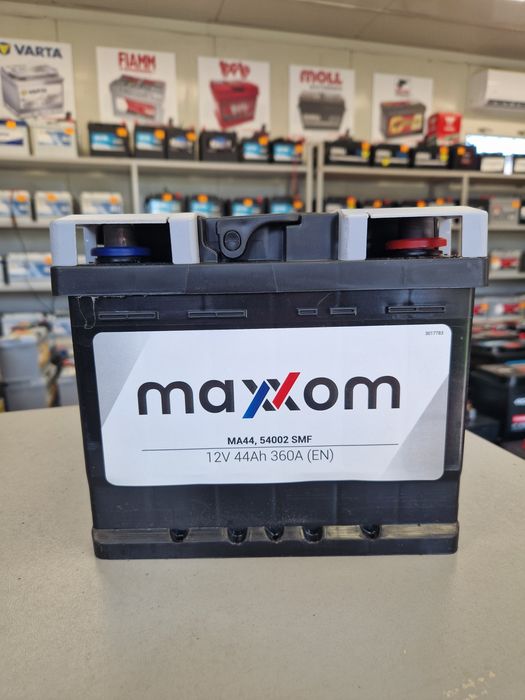 VARTA
FIAMM
MOLL
3017783
maxxom
MA44, 54002 SMF
12V 44Ah 360A (EN)